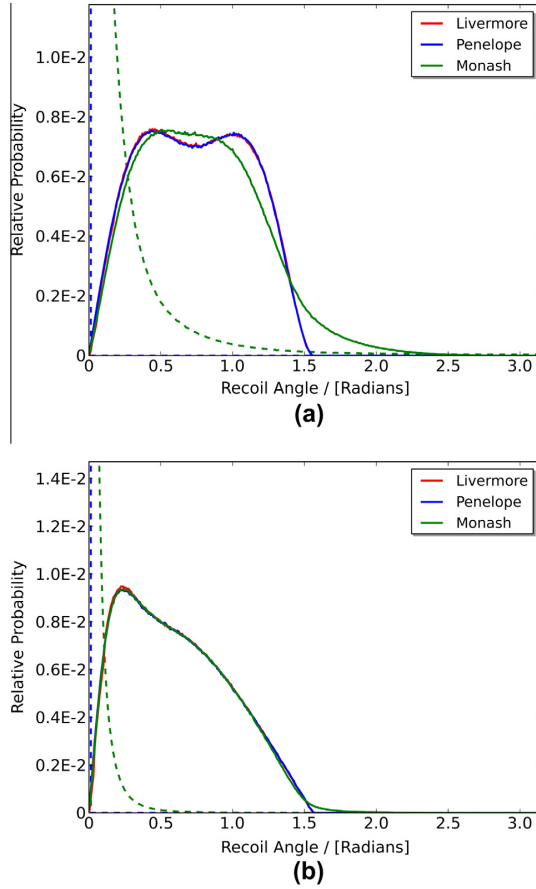 1.0E-2
0.8E-2
0.6E-2
0.4E-2
0.2E-2
0
Relative Probability
Livermore
Penelope
Monash
0 0.5 1.0 1.5 2.0 2.5 3.0
Recoil Angle / [Radians]
(a)
1.4E-2
1.2E-2
1.0E-2
0.8E-2
0.6E-2
0.4E-2
0.2E-2
0
Relative Probability
Livermore
Penelope
Monash
0 0.5 1.0 1.5 2.0 2.5 3.0
Recoil Angle / [Radians]
(b)